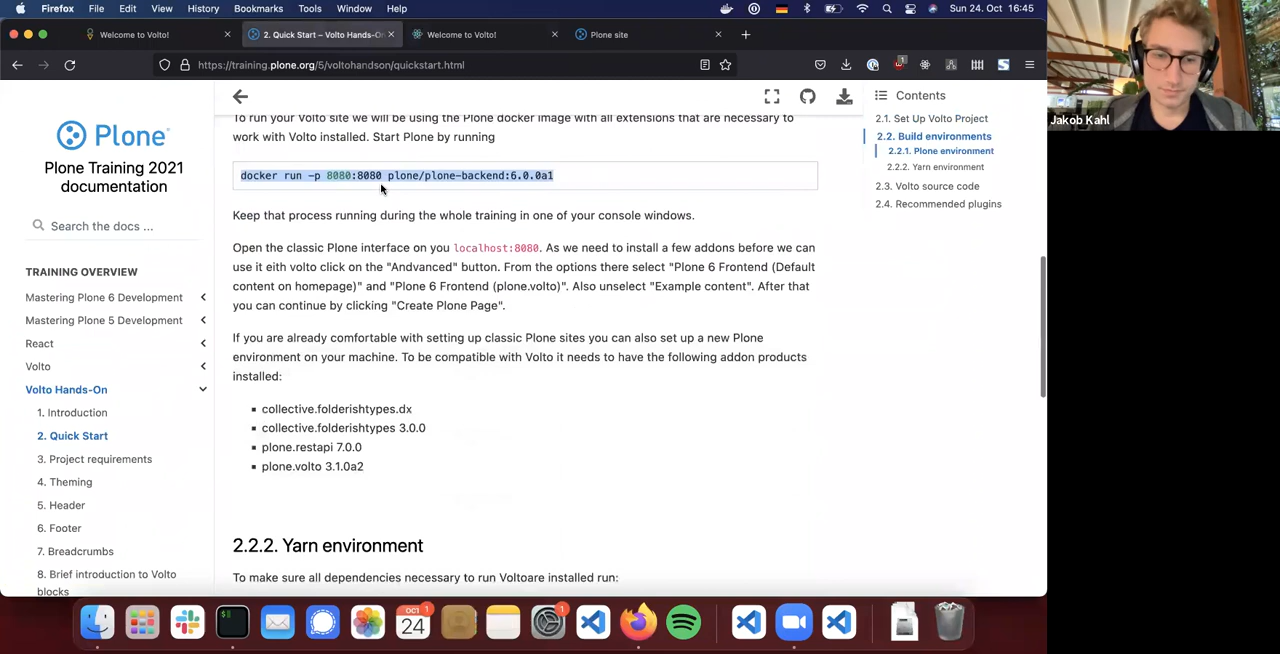 Firefox File Edit View History Bookmarks Tools Window Help Sun 24. Oct 16:45
Welcome to Volto! 2. Quick Start – Volto Hands-On Welcome to Volto! Plone site
https://training.plone.org/5/voltohandson/quickstart.html
Plone
Plone Training 2021
documentation
Search the docs ...
TRAINING OVERVIEW
Mastering Plone 6 Development
Mastering Plone 5 Development
React
Volto
Volto Hands-On
1. Introduction
2. Quick Start
3. Project requirements
4. Theming
5. Header
6. Footer
7. Breadcrumbs
8. Brief introduction to Volto
blocks
To run your Volto site we will be using the Plone docker image with all extensions that are necessary to
work with Volto installed. Start Plone by running
docker run -p 8080:8080 plone/plone-backend:6.0.0a1
Keep that process running during the whole training in one of your console windows.
Open the classic Plone interface on you localhost:8080. As we need to install a few addons before we can
use it eith volto click on the "Andvanced" button. From the options there select "Plone 6 Frontend (Default
content on homepage)" and "Plone 6 Frontend (plone.volto)". Also unselect "Example content". After that
you can continue by clicking "Create Plone Page".
If you are already comfortable with setting up classic Plone sites you can also set up a new Plone
environment on your machine. To be compatible with Volto it needs to have the following addon products
installed:
collective.folderishtypes.dx
collective.folderishtypes 3.0.0
plone.restapi 7.0.0
plone.volto 3.1.0a2
2.2.2. Yarn environment
To make sure all dependencies necessary to run Voltoare installed run:
Contents
2.1. Set Up Volto Project
2.2. Build environments
2.2.1. Plone environment
2.2.2. Yarn environment
2.3. Volto source code
2.4. Recommended plugins
Jakob Kahl
OCT 1
24
1